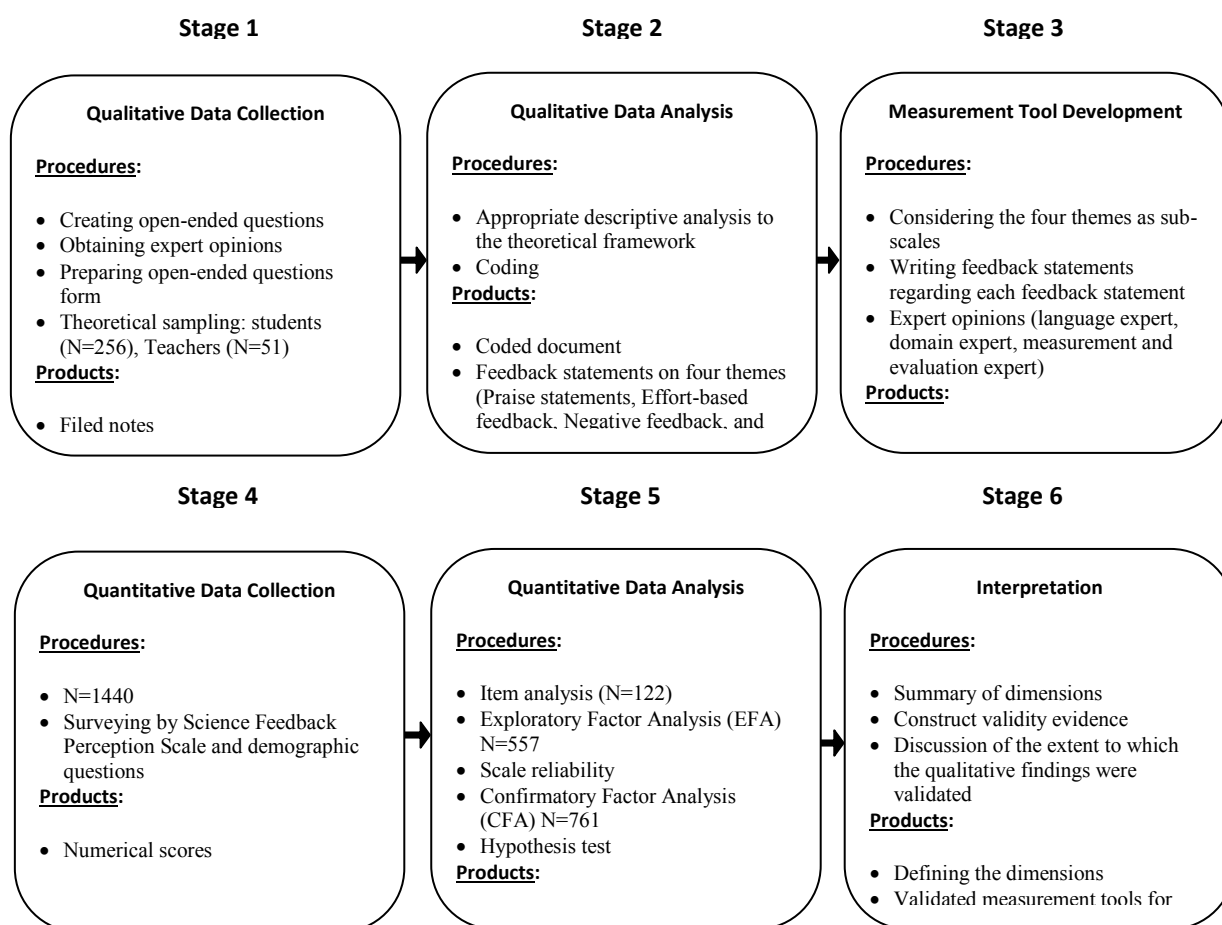 Stage 1
Stage 2
Stage 3
Qualitative Data Collection
Procedures:
• Creating open-ended questions
• Obtaining expert opinions
• Preparing open-ended questions
form
• Theoretical sampling: students
(N=256), Teachers (N=51)
Products:
• Filed notes
Qualitative Data Analysis
Procedures:
• Appropriate descriptive analysis to
the theoretical framework
• Coding
Products:
• Coded document
• Feedback statements on four themes
(Praise statements, Effort-based
feedback, Negative feedback, and
Measurement Tool Development
Procedures:
• Considering the four themes as sub-
scales
• Writing feedback statements
regarding each feedback statement
• Expert opinions (language expert,
domain expert, measurement and
evaluation expert)
Products:
Stage 4
Stage 5
Stage 6
Quantitative Data Collection
Procedures:
• N=1440
• Surveying by Science Feedback
Perception Scale and demographic
questions
Products:
• Numerical scores
Quantitative Data Analysis
Procedures:
• Item analysis (N=122)
• Exploratory Factor Analysis (EFA)
N=557
• Scale reliability
• Confirmatory Factor Analysis
(CFA) N=761
• Hypothesis test
Products:
Interpretation
Procedures:
• Summary of dimensions
• Construct validity evidence
• Discussion of the extent to which
the qualitative findings were
validated
Products:
• Defining the dimensions
• Validated measurement tools for